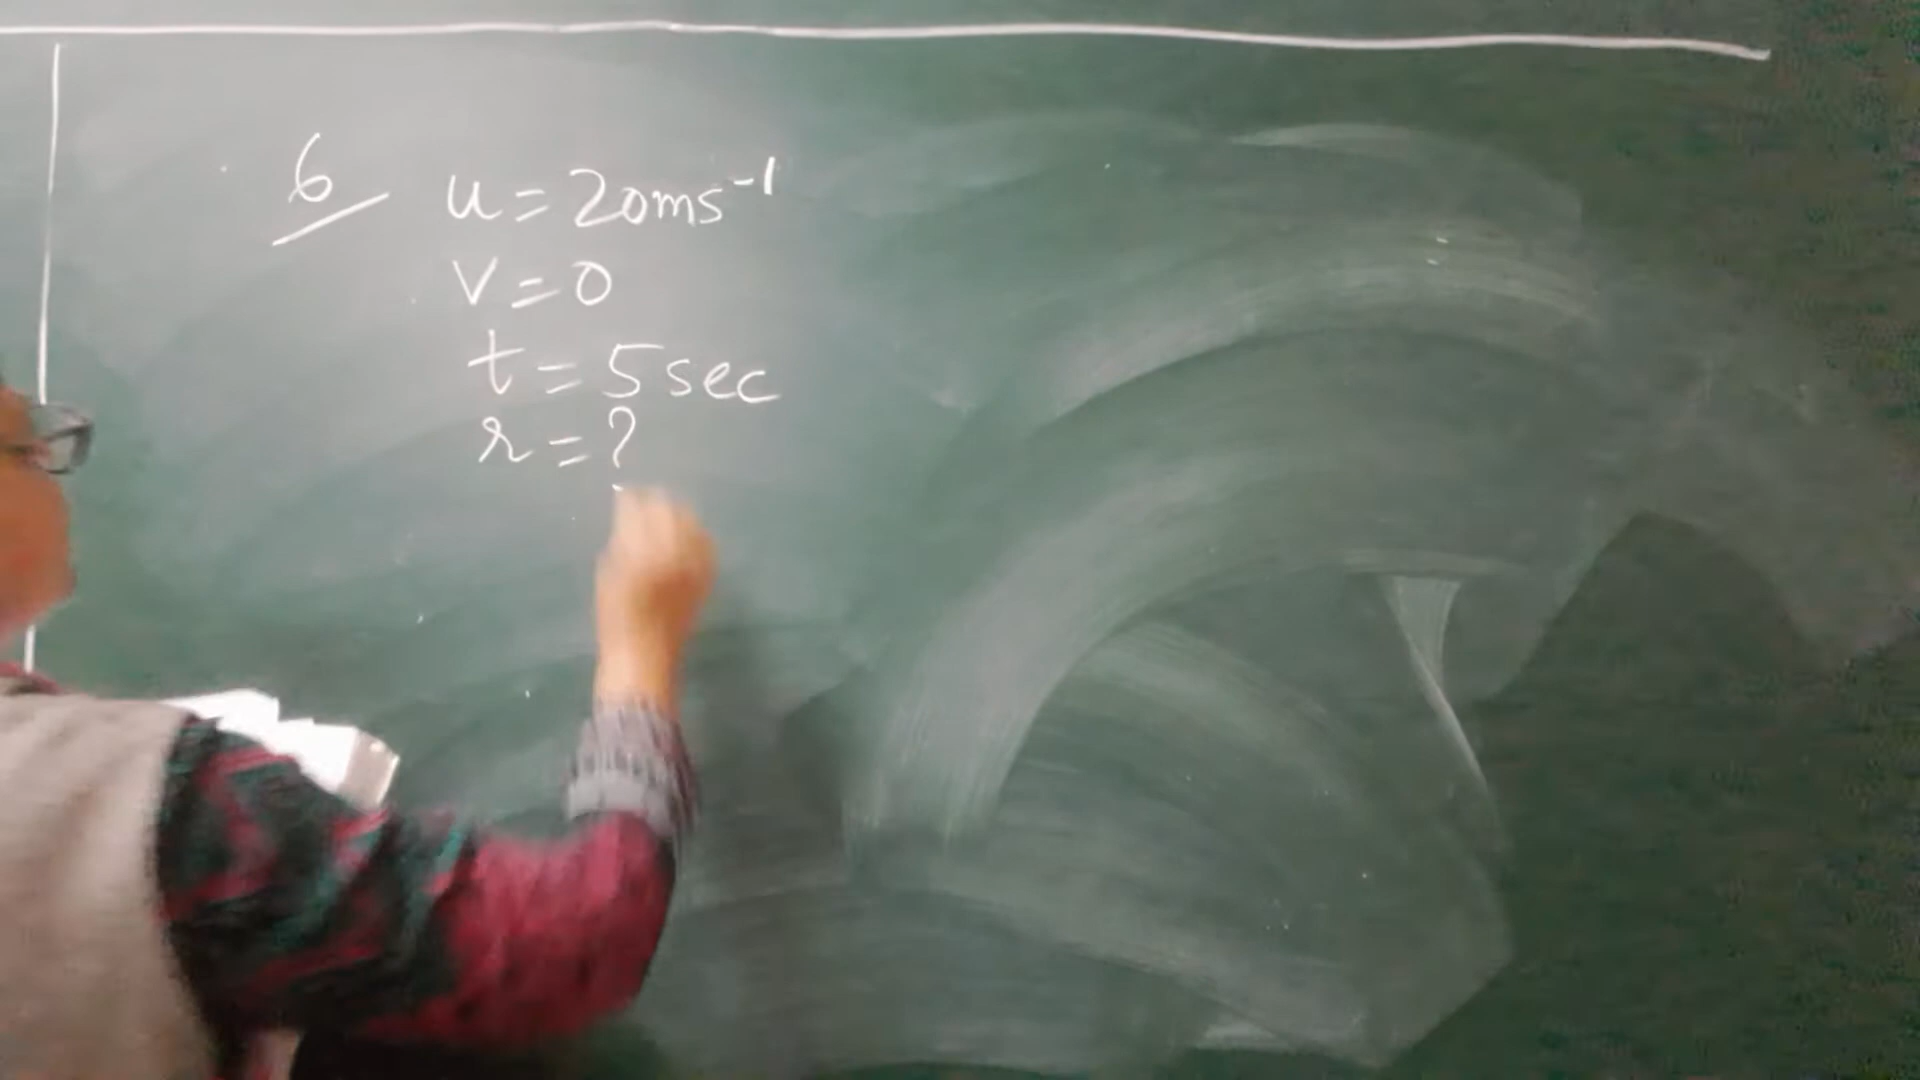 6 u = 20ms⁻¹
v = 0
t = 5 sec
r = ?